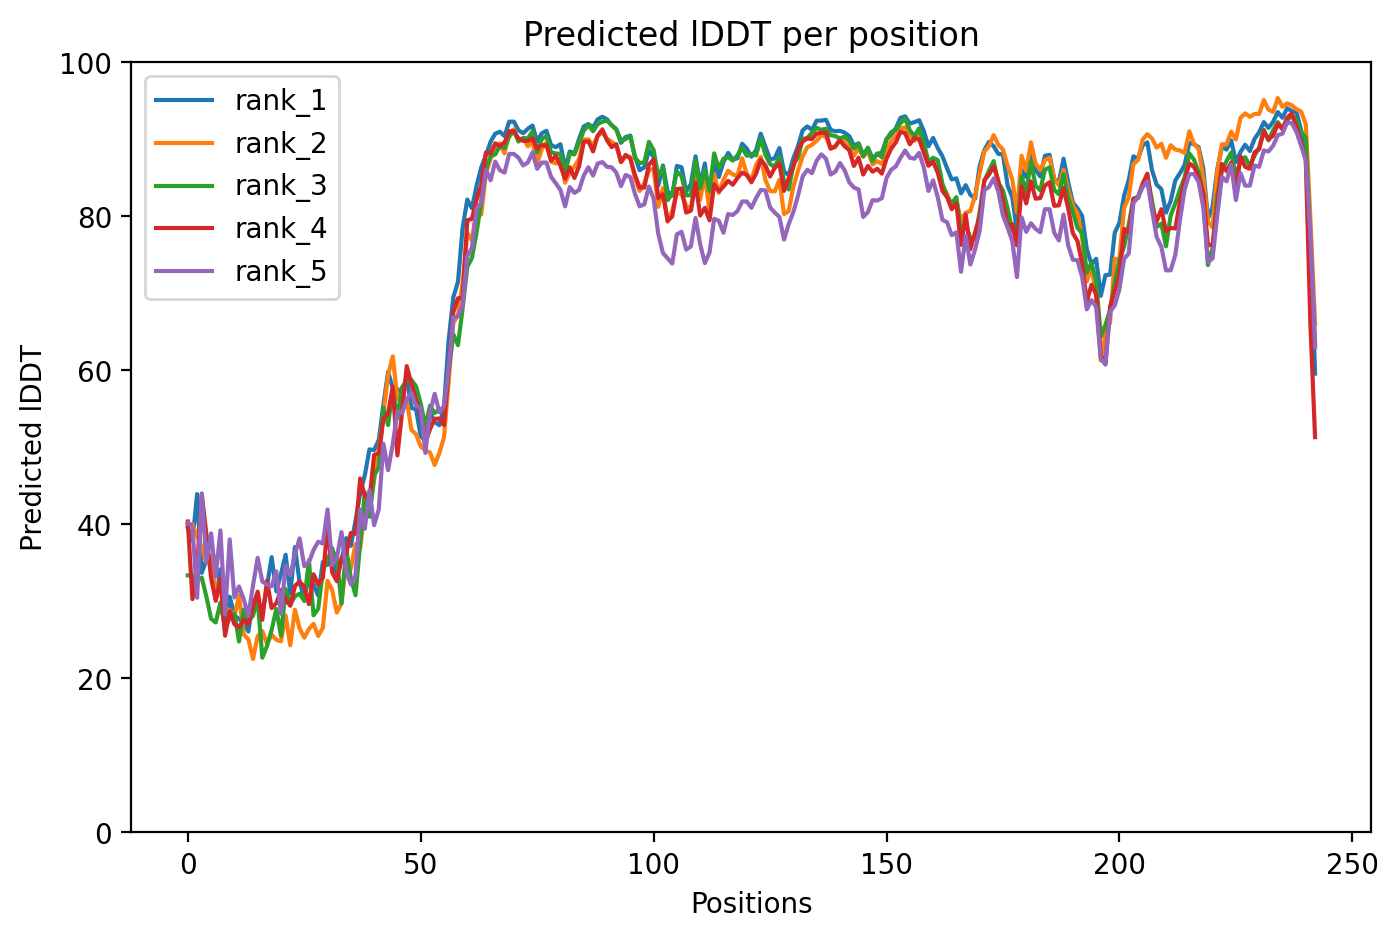 Predicted lDDT per position
100
80
60
40
20
0
Predicted lDDT
rank_1
rank_2
rank_3
rank_4
rank_5
0 50 100 150 200 250
Positions